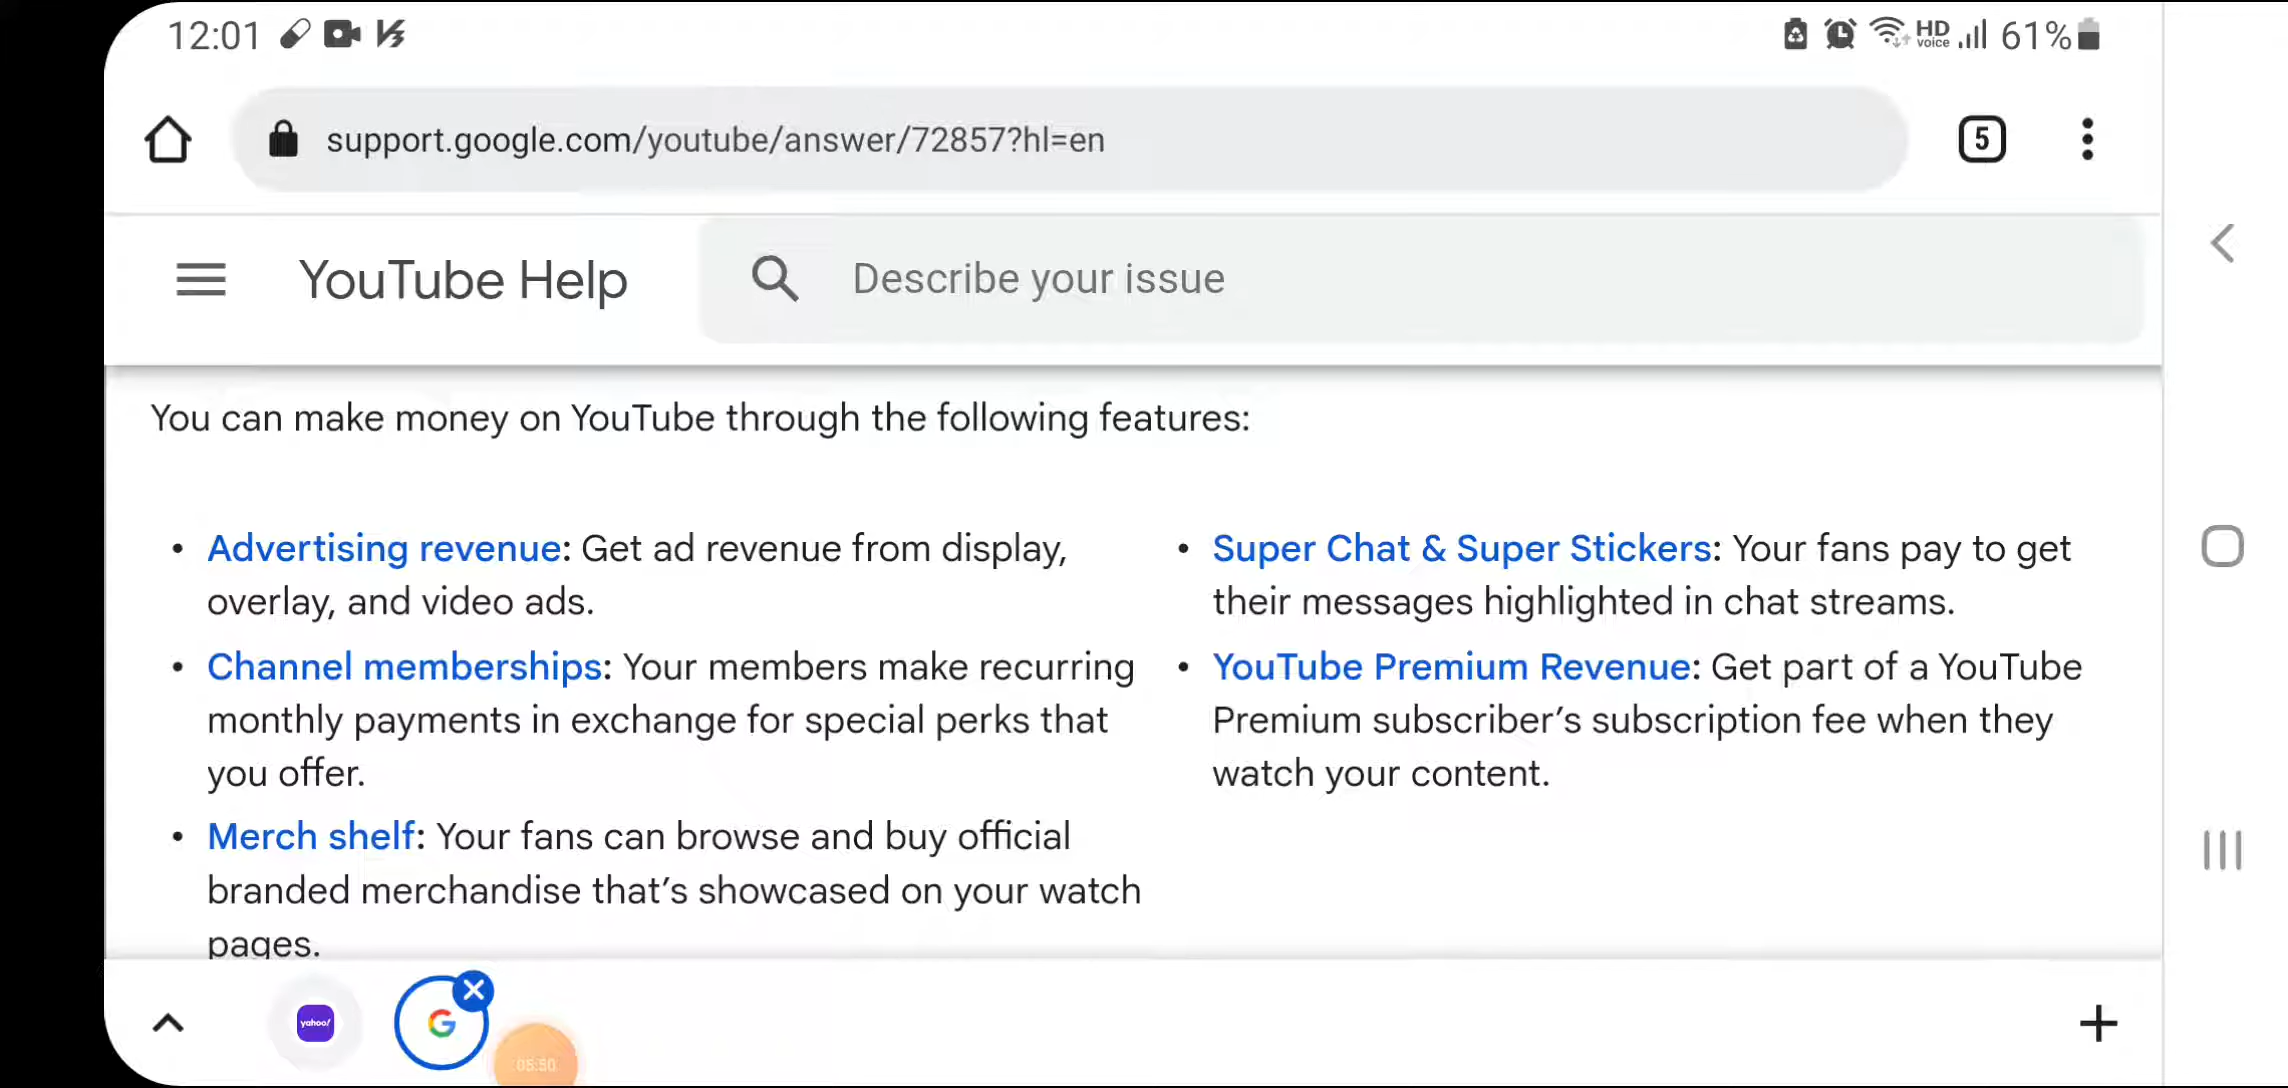 12:01
HD voice 61%
support.google.com/youtube/answer/72857?hl=en
5
YouTube Help
Describe your issue
You can make money on YouTube through the following features:
• Advertising revenue: Get ad revenue from display,
overlay, and video ads.
• Channel memberships: Your members make recurring
monthly payments in exchange for special perks that
you offer.
• Merch shelf: Your fans can browse and buy official
branded merchandise that’s showcased on your watch
pages.
• Super Chat & Super Stickers: Your fans pay to get
their messages highlighted in chat streams.
• YouTube Premium Revenue: Get part of a YouTube
Premium subscriber’s subscription fee when they
watch your content.
yahoo!
G
05:50